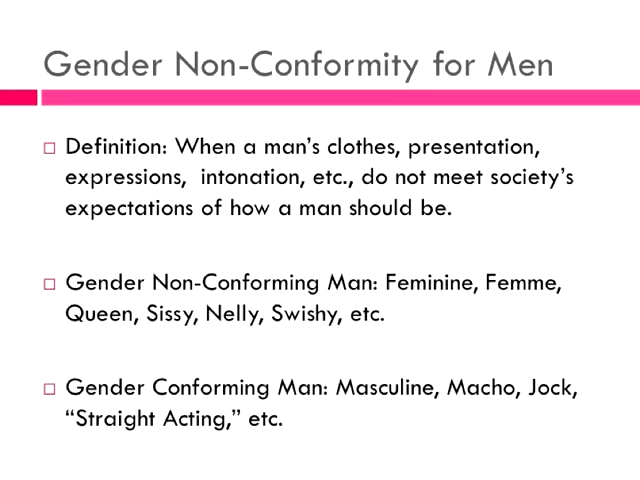 Gender Non-Conformity for Men
Definition: When a man’s clothes, presentation,
expressions,  intonation, etc., do not meet society’s
expectations of how a man should be.
Gender Non-Conforming Man: Feminine, Femme,
Queen, Sissy, Nelly, Swishy, etc.
Gender Conforming Man: Masculine, Macho, Jock,
“Straight Acting,” etc.